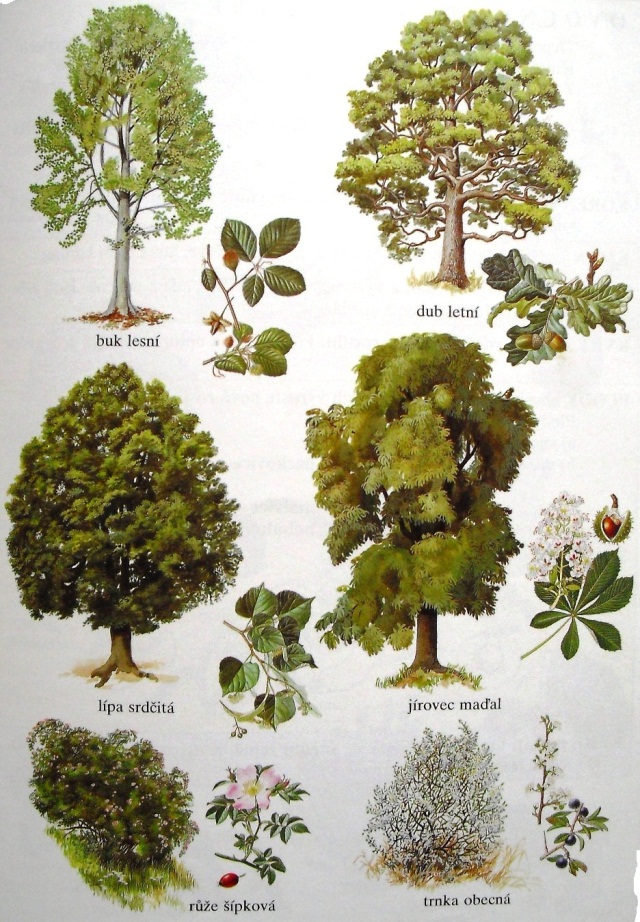 buk lesní
dub letní
lípa srdčitá
jírovec maďal
růže šípková
trnka obecná